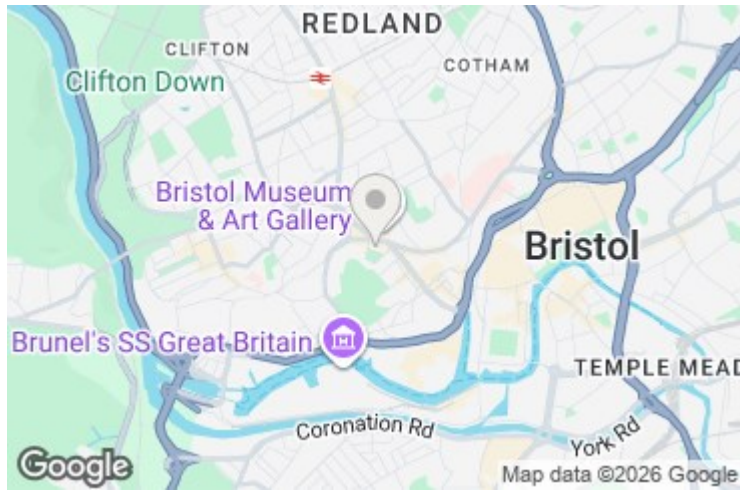 REDLAND
CLIFTON
COTHAM
Clifton Down
Bristol Museum
& Art Gallery
Bristol
Brunel's SS Great Britain
TEMPLE MEAD
Coronation Rd
York Rd
Google
Map data ©2026 Google